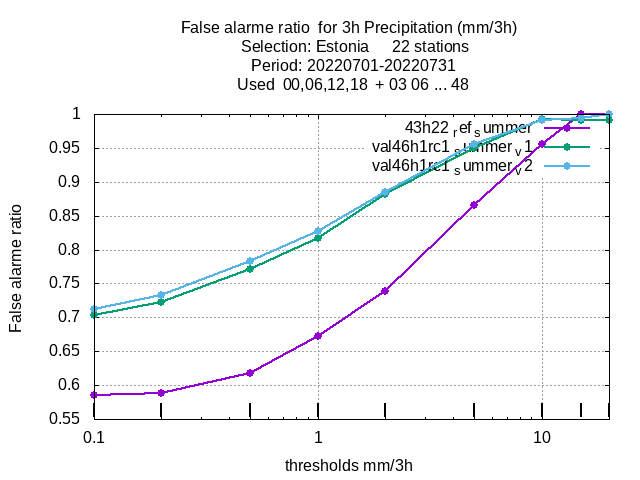 False alarme ratio  for 3h Precipitation (mm/3h)
Selection: Estonia     22 stations
Period: 20220701-20220731
Used  00,06,12,18  + 03 06 ... 48
43h22 ref summer
val46h1rc1 summer v1
val46h1rc1 summer v2
1
0.95
0.9
0.85
0.8
0.75
0.7
0.65
0.6
0.55
False alarme ratio
0.1 1 10
thresholds mm/3h